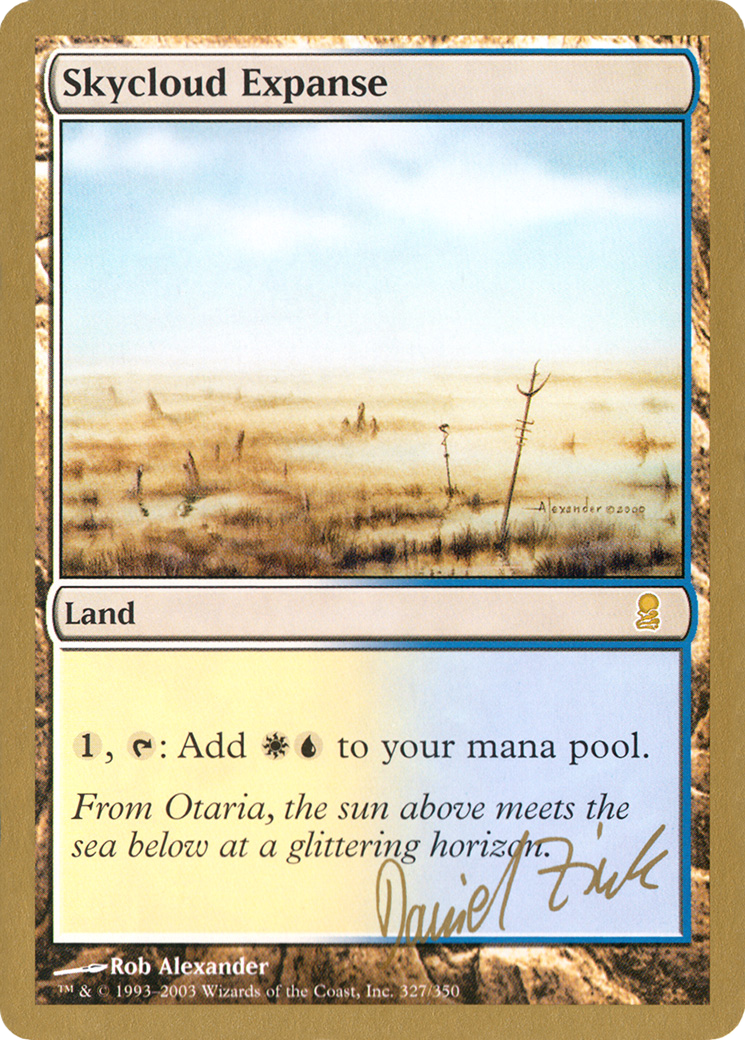 Skycloud Expanse
Alexander ©2000
Land
1, : Add to your mana pool.
From Otaria, the sun above meets the
sea below at a glittering horizon.
Daniel Zink
Rob Alexander
™ & © 1993–2003 Wizards of the Coast, Inc. 327/350